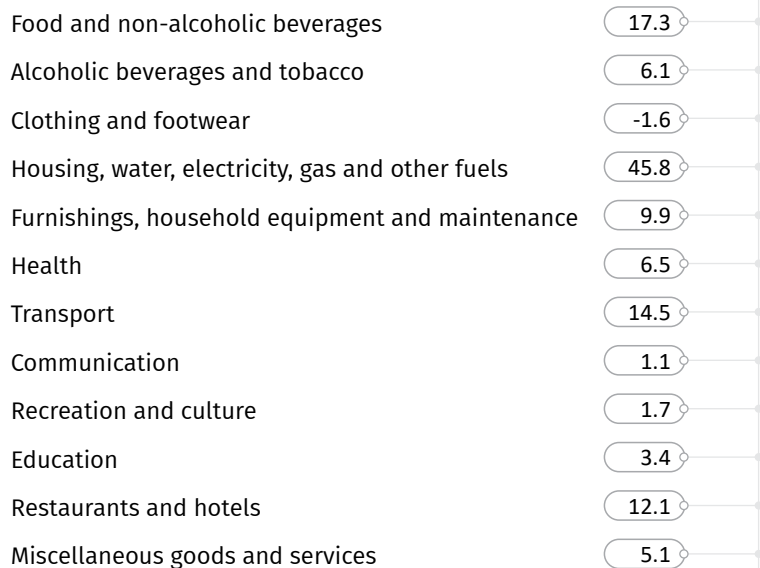 Food and non-alcoholic beverages 17.3
Alcoholic beverages and tobacco 6.1
Clothing and footwear -1.6
Housing, water, electricity, gas and other fuels 45.8
Furnishings, household equipment and maintenance 9.9
Health 6.5
Transport 14.5
Communication 1.1
Recreation and culture 1.7
Education 3.4
Restaurants and hotels 12.1
Miscellaneous goods and services 5.1